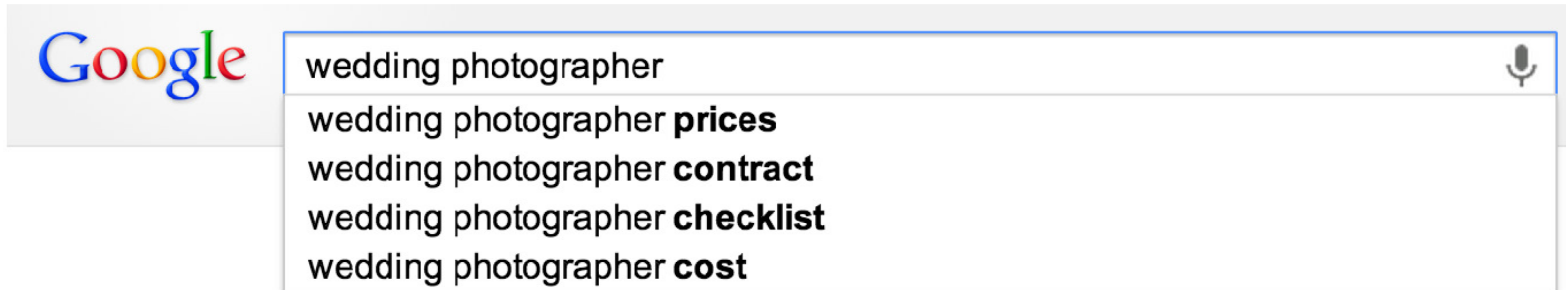 Google
wedding photographer
wedding photographer prices
wedding photographer contract
wedding photographer checklist
wedding photographer cost